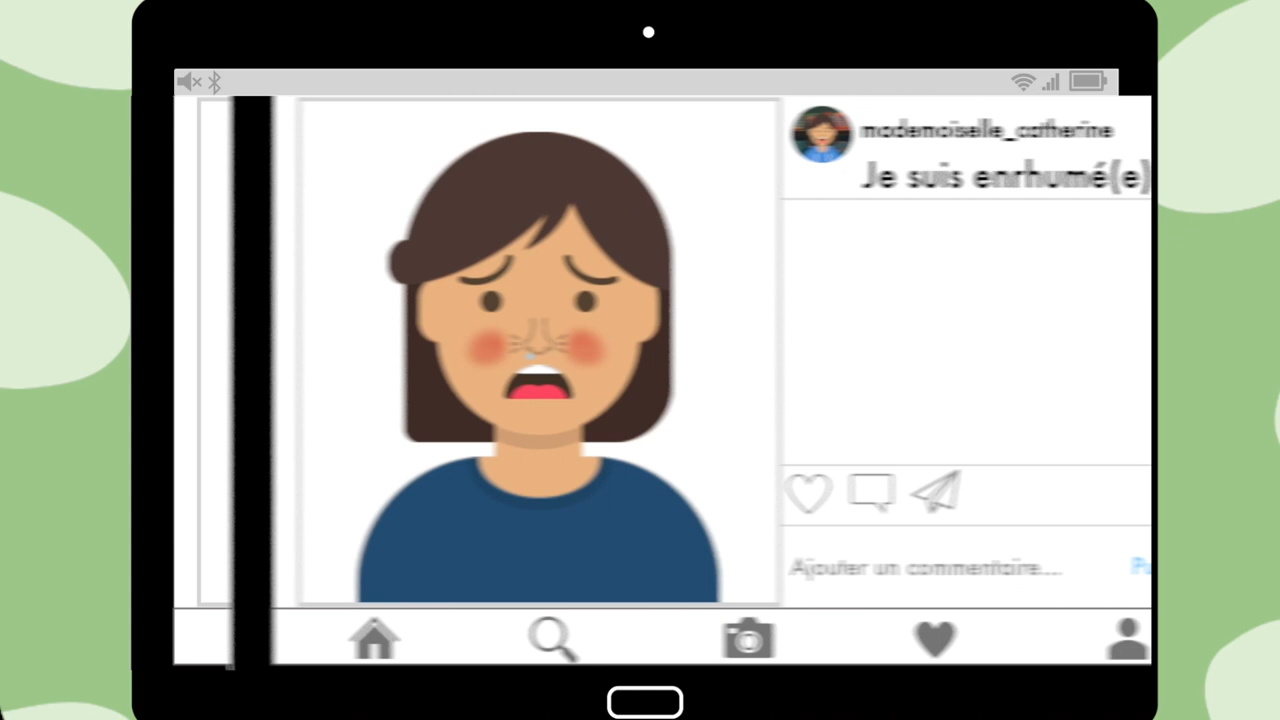 mademoiselle_catherine
Je suis enrhumé(e)
Ajouter un commentaire...